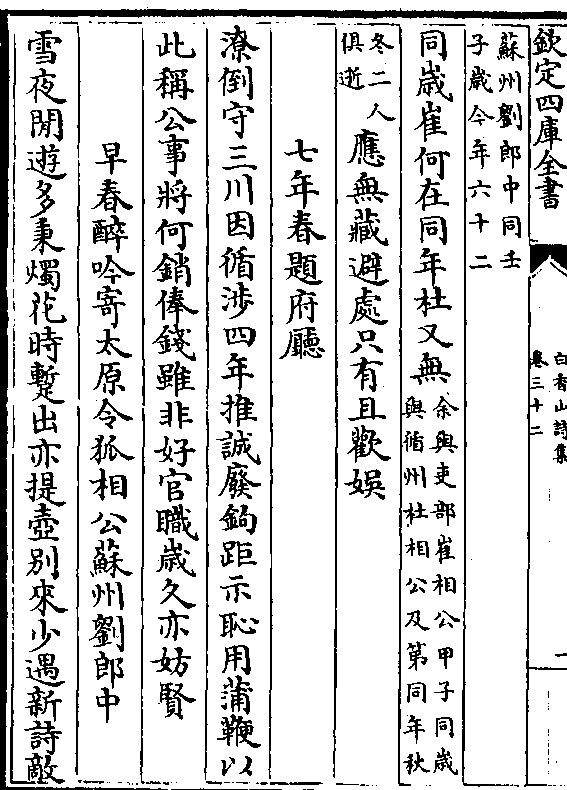 欽定四庫全書
白香山詩集
卷三十二
一
蘇州劉郎中同壬
子歲今年六十二
同歲崔何在同年杜又無
余與吏部崔相公甲子同歲
與循州杜相公及第同年秋
冬二人
俱逝
應無藏避處只有且歡娯
七年春題府廳
潦倒守三川因循涉四年推誠廢鈎距示恥用蒲鞭以
此稱公事將何銷俸錢雖非好官職歳久亦妨賢
早春醉吟寄太原令狐相公蘇州劉郎中
雪夜閒遊多秉燭花時蹔出亦提壺別來少遇新詩敵